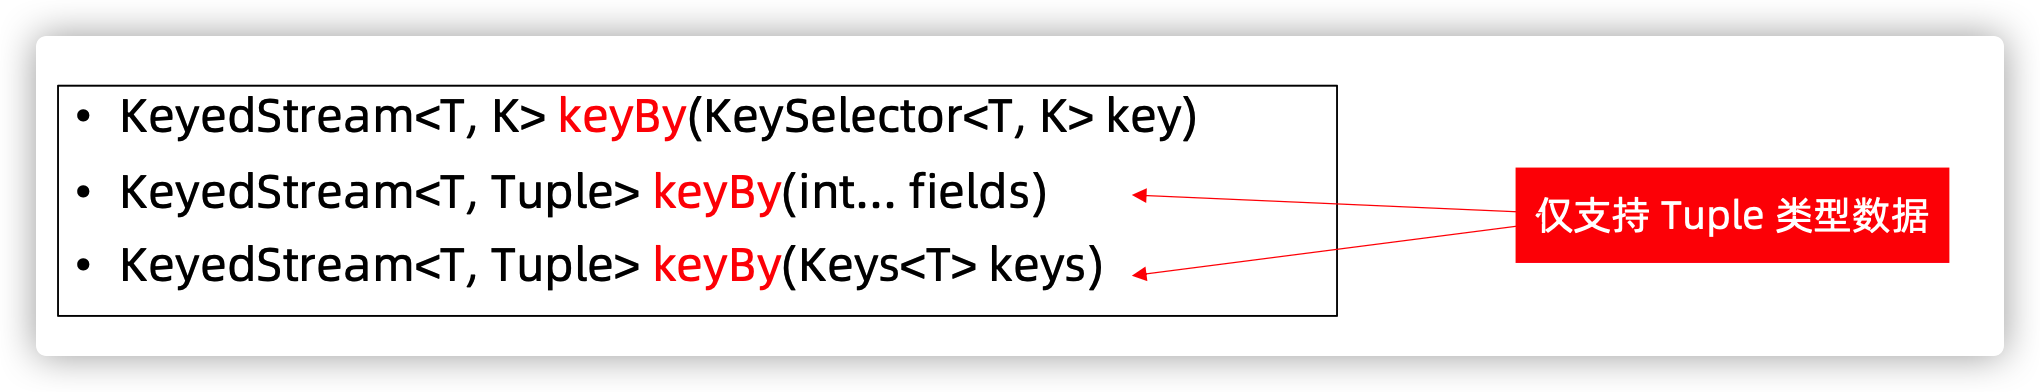 • KeyedStream<T, K> keyBy(KeySelector<T, K> key)
• KeyedStream<T, Tuple> keyBy(int... fields)
• KeyedStream<T, Tuple> keyBy(Keys<T> keys)
仅支持 Tuple 类型数据